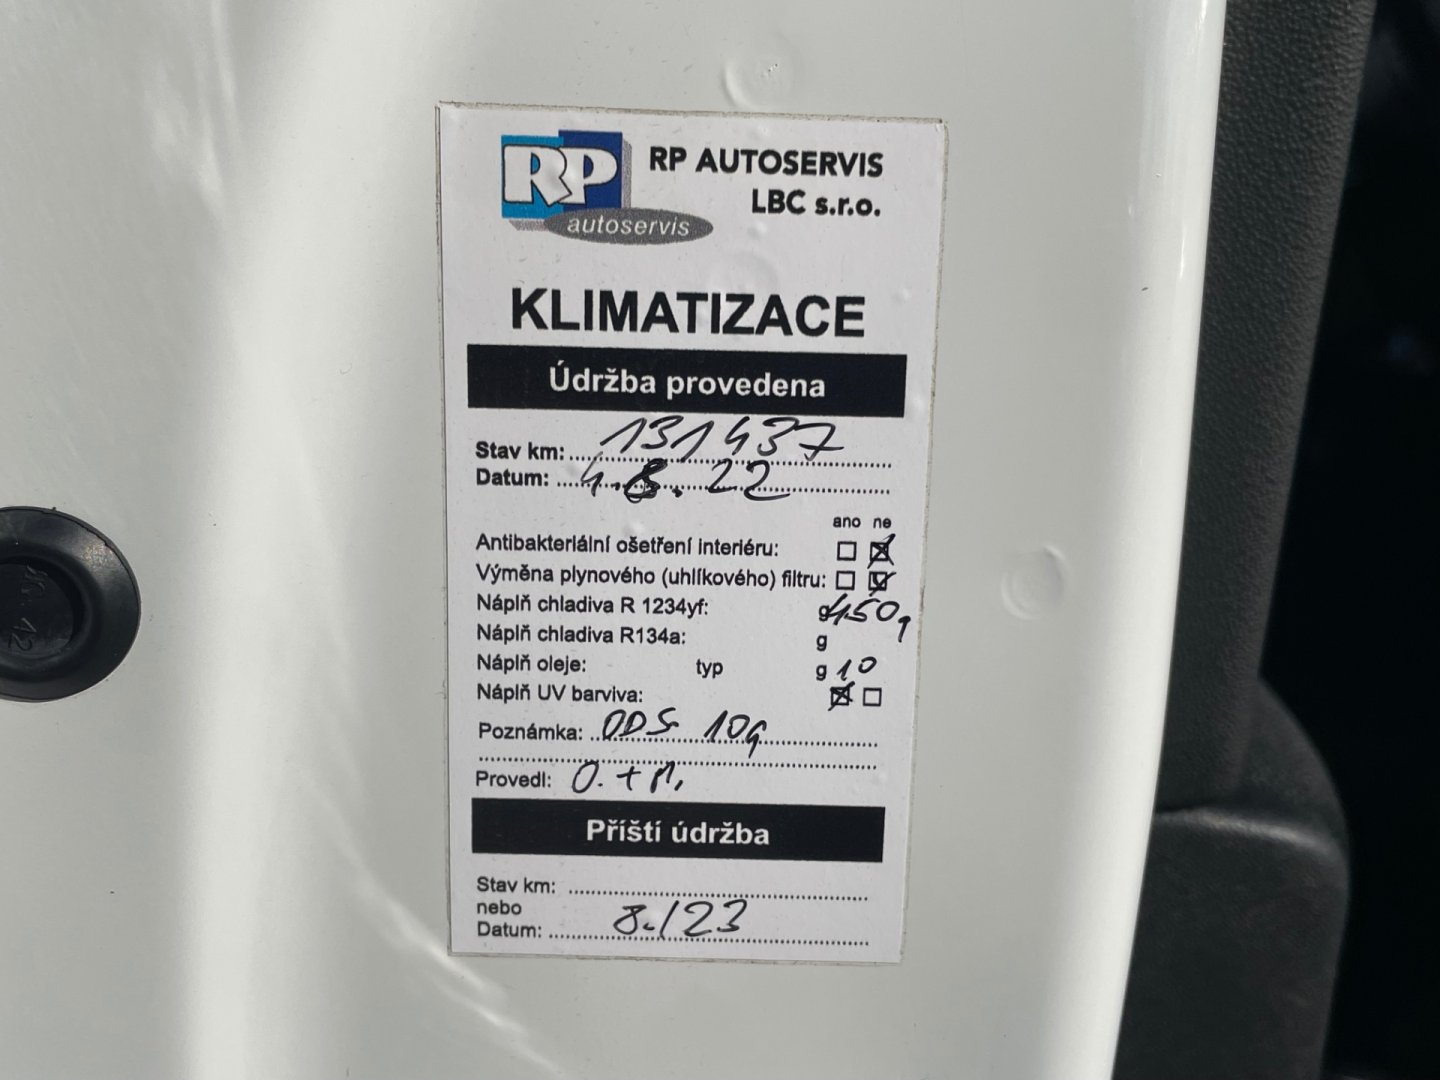 RP
autoservis
RP AUTOSERVIS
LBC s.r.o.
KLIMATIZACE
Údržba provedena
Stav km: 131437
Datum: 4.8.22
ano ne
Antibakteriální ošetření interiéru:
Výměna plynového (uhlíkového) filtru:
Náplň chladiva R 1234yf: g 450g
Náplň chladiva R134a: g
Náplň oleje: typ g 10
Náplň UV barviva:
Poznámka: 10g
Provedl: O. + M.
Příští údržba
Stav km:
nebo
Datum: 8./23